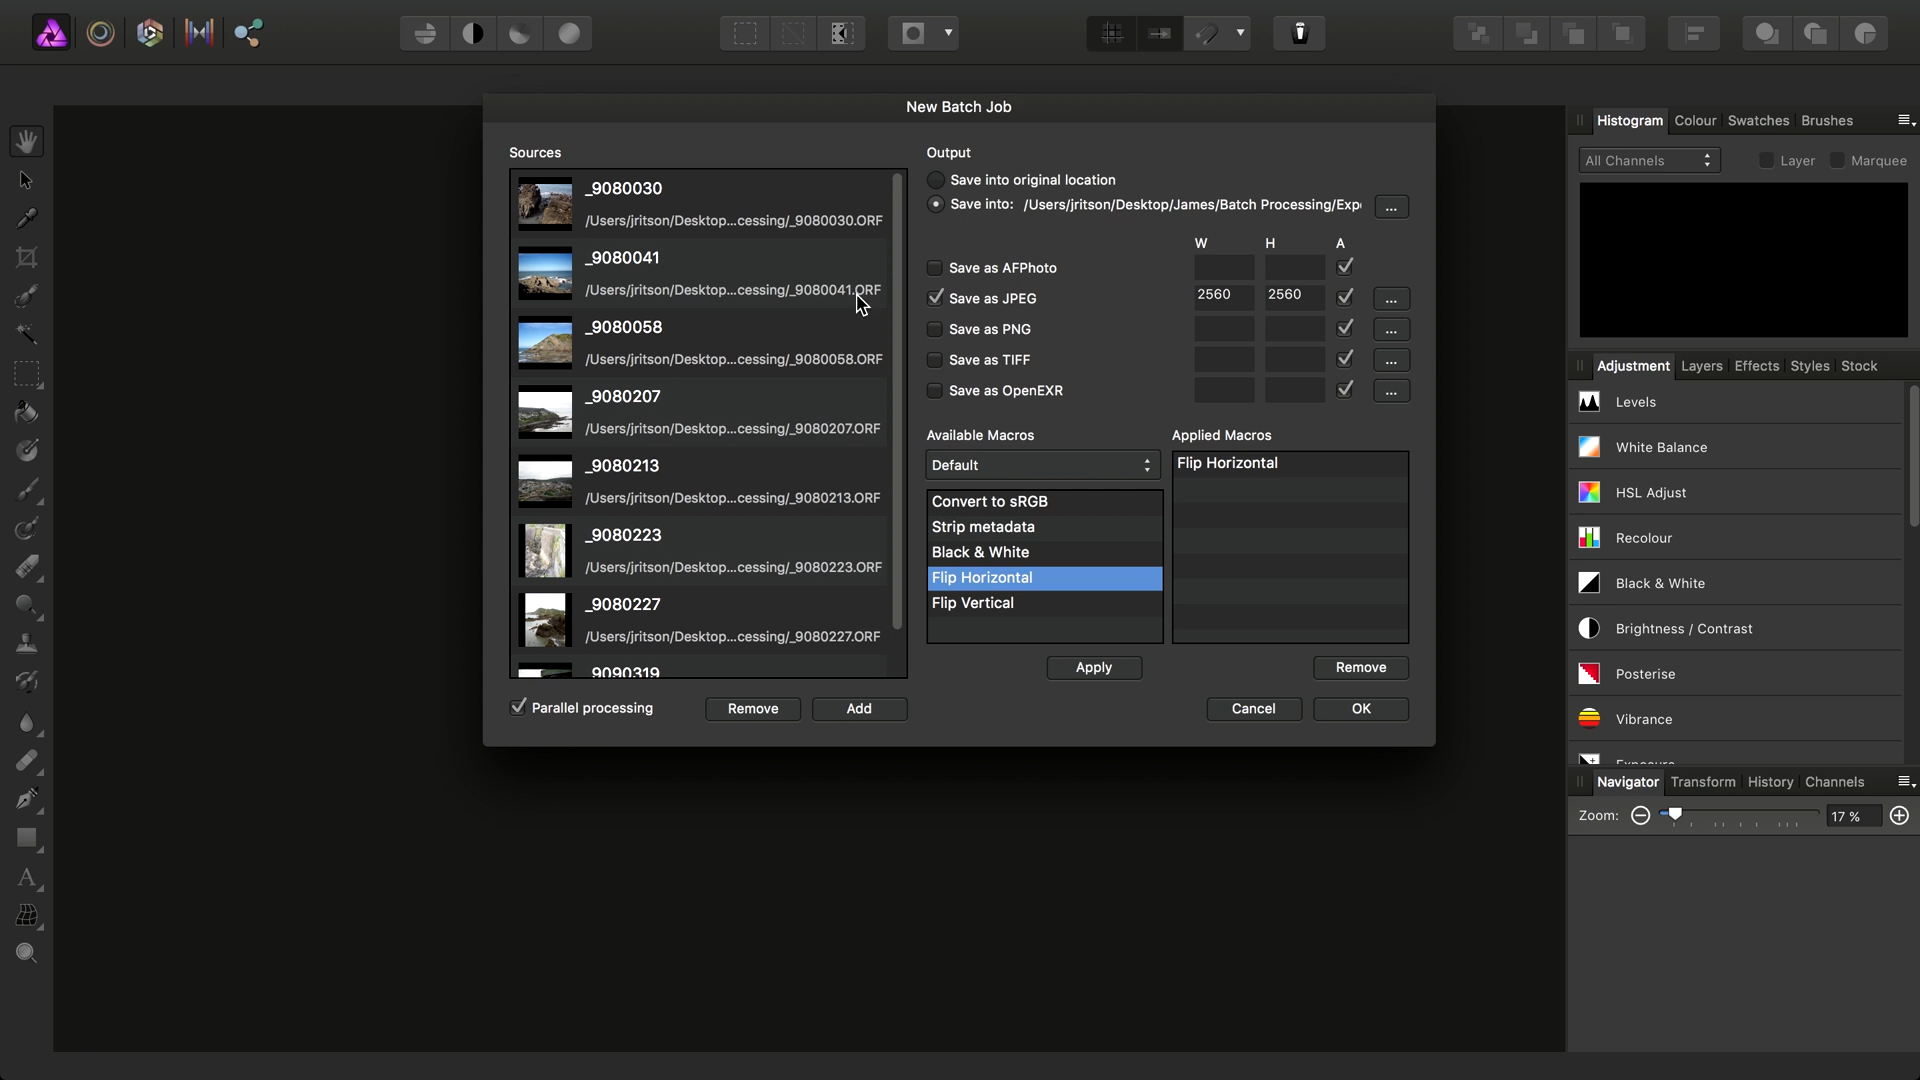 New Batch Job
Sources
_9080030
/Users/jritson/Desktop...cessing/_9080030.ORF
_9080041
/Users/jritson/Desktop...cessing/_9080041.ORF
_9080058
/Users/jritson/Desktop...cessing/_9080058.ORF
_9080207
/Users/jritson/Desktop...cessing/_9080207.ORF
_9080213
/Users/jritson/Desktop...cessing/_9080213.ORF
_9080223
/Users/jritson/Desktop...cessing/_9080223.ORF
_9080227
/Users/jritson/Desktop...cessing/_9080227.ORF
_9090319
Parallel processing
Remove
Add
Output
Save into original location
Save into: /Users/jritson/Desktop/James/Batch Processing/Exp
...
W H A
Save as AFPhoto
Save as JPEG 2560 2560 ...
Save as PNG ...
Save as TIFF ...
Save as OpenEXR ...
Available Macros
Default
Convert to sRGB
Strip metadata
Black & White
Flip Horizontal
Flip Vertical
Apply
Applied Macros
Flip Horizontal
Remove
Cancel
OK
Histogram Colour Swatches Brushes
All Channels Layer Marquee
Adjustment Layers Effects Styles Stock
Levels
White Balance
HSL Adjust
Recolour
Black & White
Brightness / Contrast
Posterise
Vibrance
Exposure
Navigator Transform History Channels
Zoom: 17 %
A